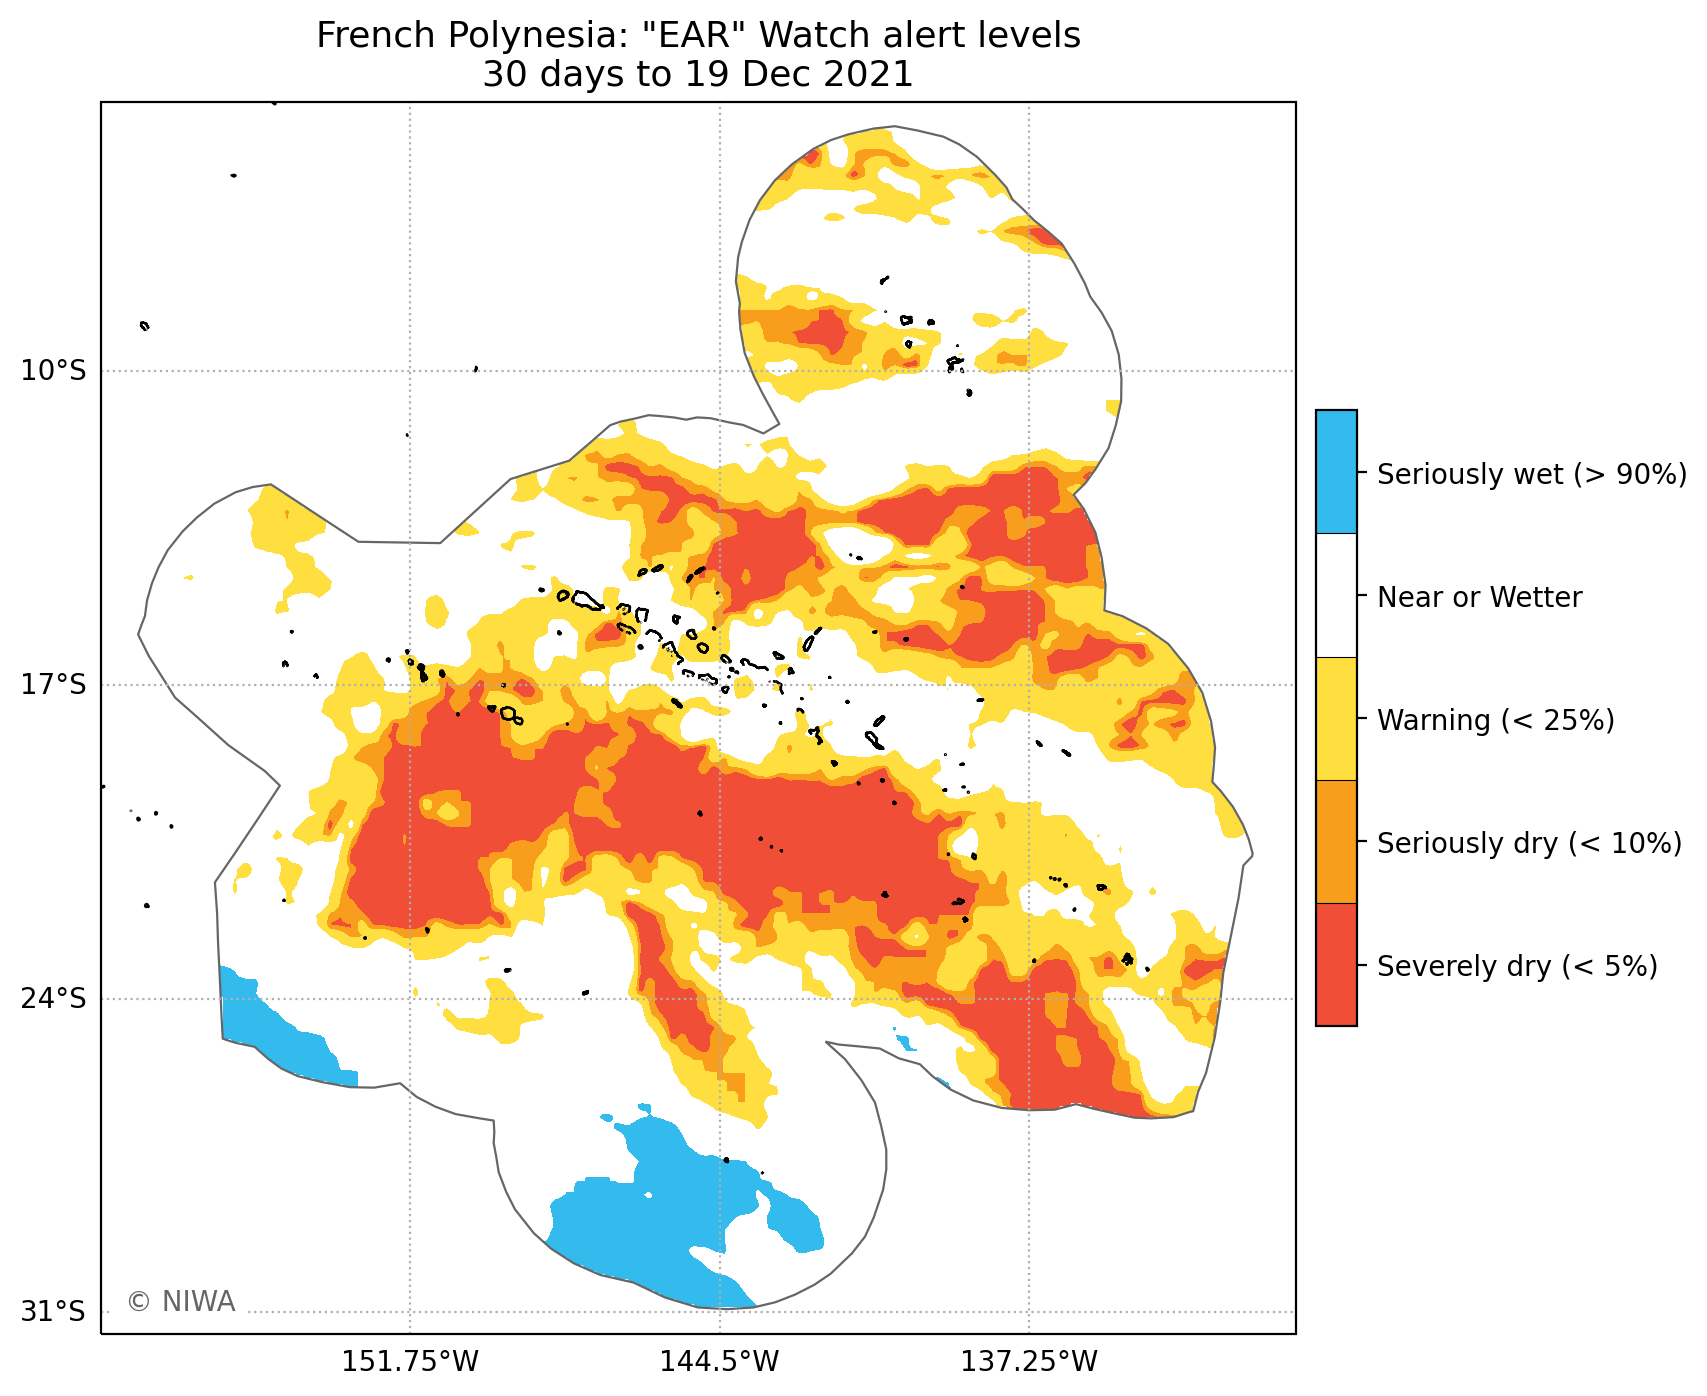 French Polynesia: "EAR" Watch alert levels
30 days to 19 Dec 2021
10°S
17°S
24°S
31°S
151.75°W
144.5°W
137.25°W
© NIWA
Seriously wet (> 90%)
Near or Wetter
Warning (< 25%)
Seriously dry (< 10%)
Severely dry (< 5%)